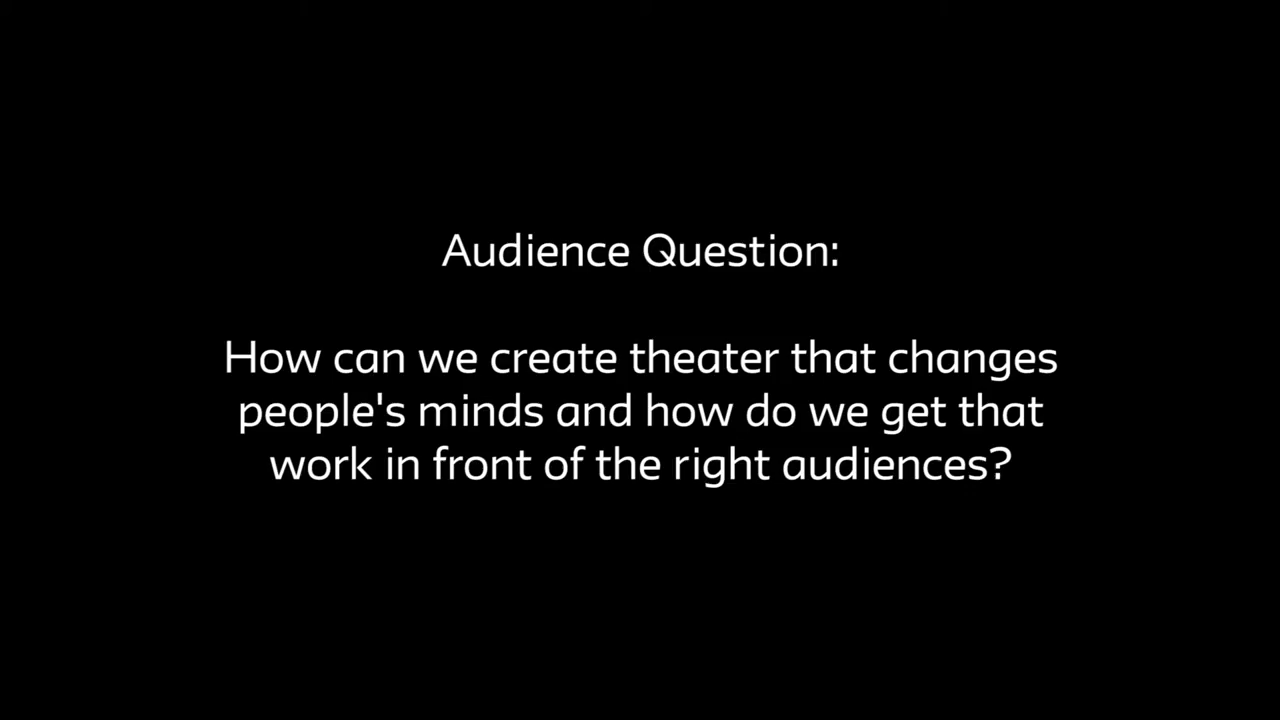 Audience Question:
How can we create theater that changes
people's minds and how do we get that
work in front of the right audiences?